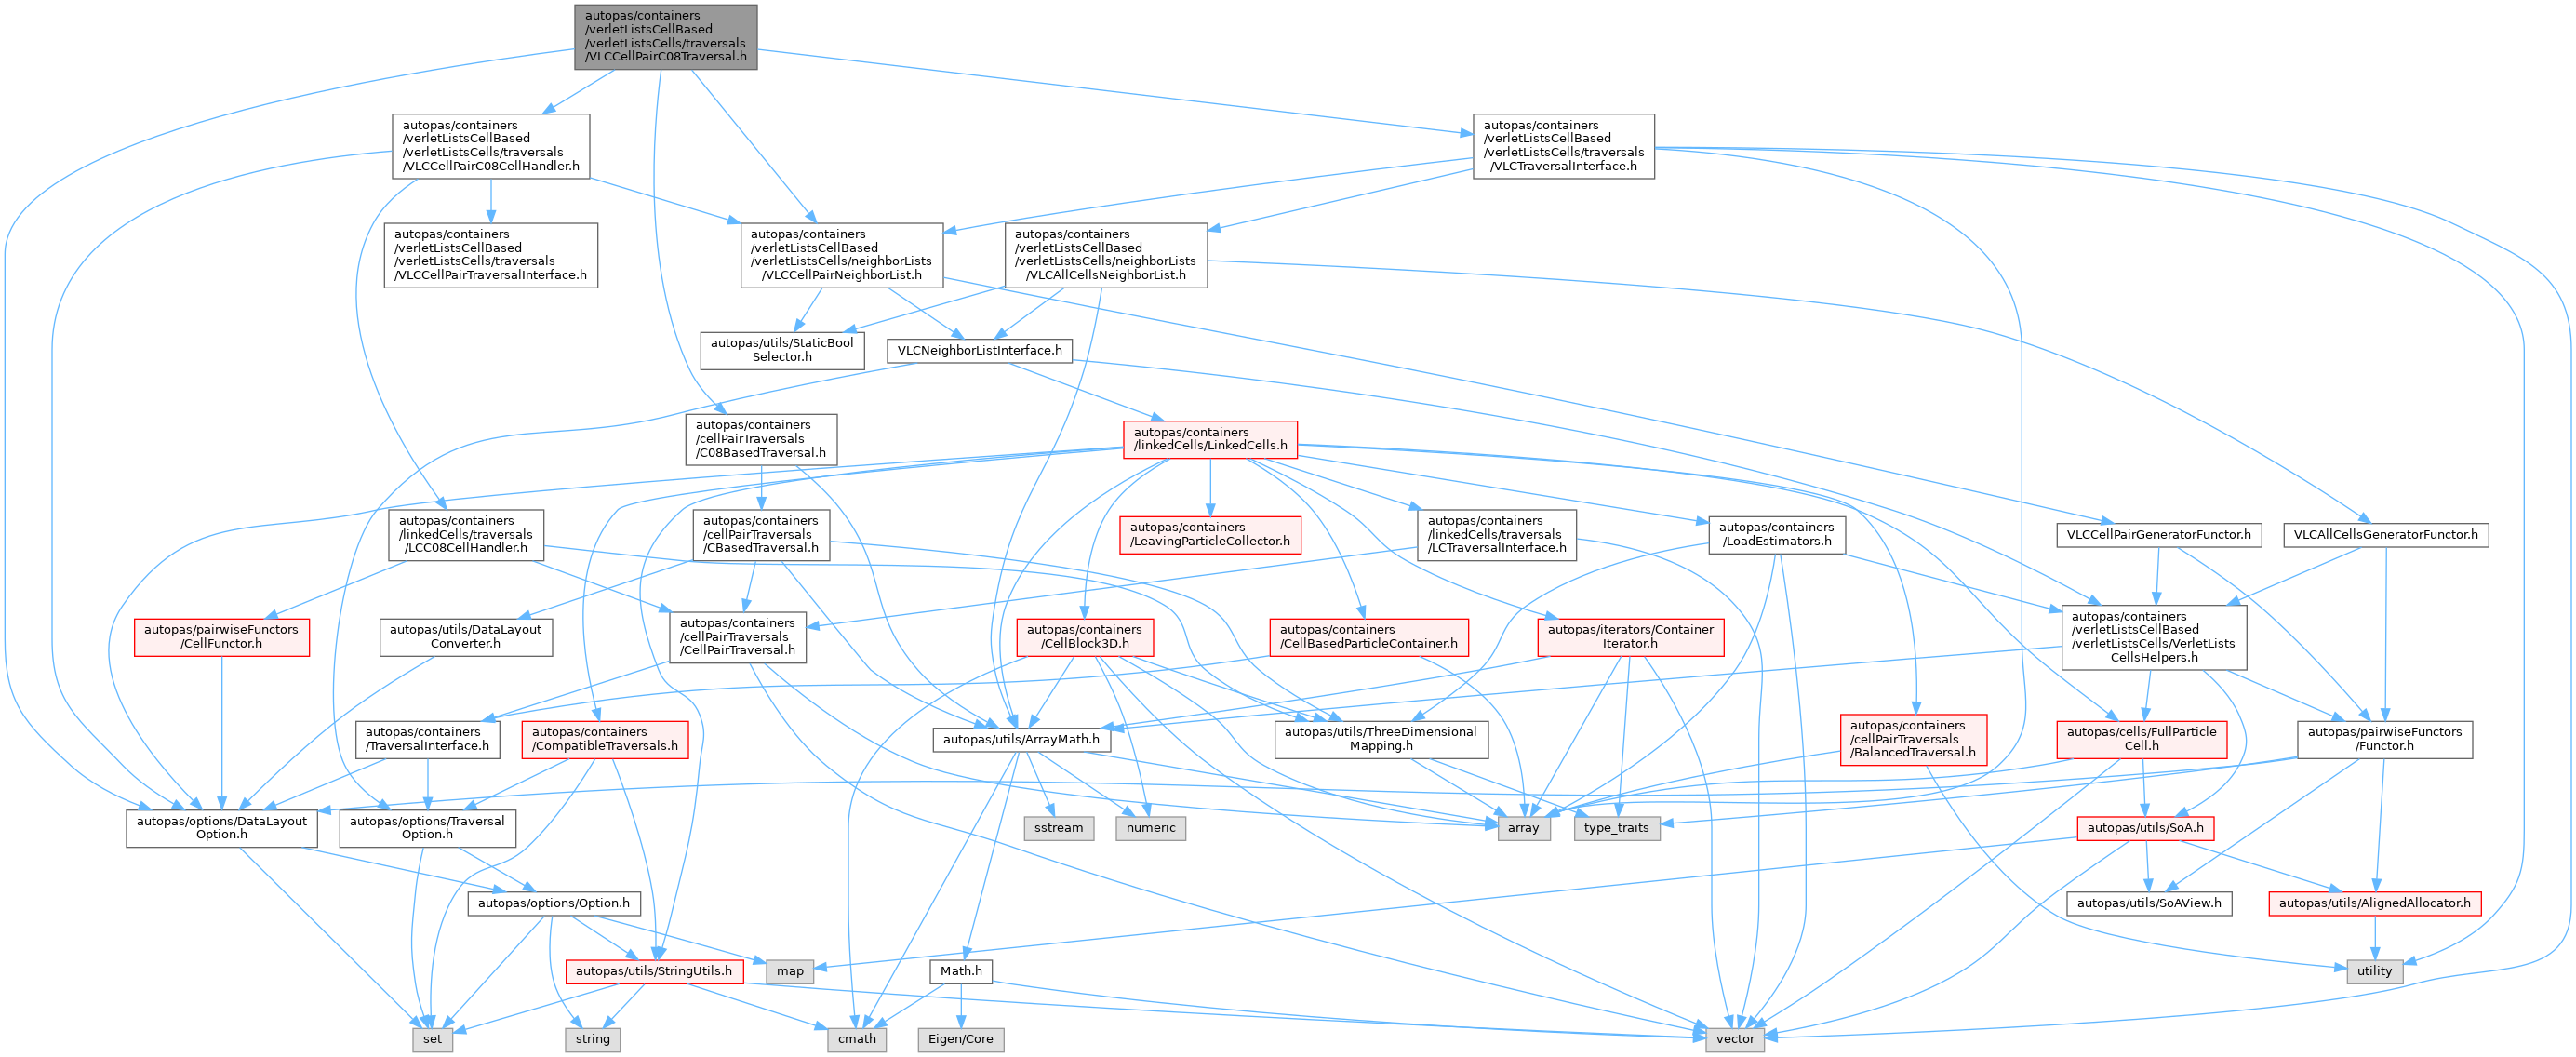 autopas/containers
/verletListsCellBased
/verletListsCells/traversals
/VLCCellPairC08Traversal.h
autopas/containers
/verletListsCellBased
/verletListsCells/traversals
/VLCCellPairC08CellHandler.h
autopas/containers
/verletListsCellBased
/verletListsCells/traversals
/VLCTraversalInterface.h
autopas/containers
/verletListsCellBased
/verletListsCells/traversals
/VLCCellPairTraversalInterface.h
autopas/containers
/verletListsCellBased
/verletListsCells/neighborLists
/VLCCellPairNeighborList.h
autopas/containers
/verletListsCellBased
/verletListsCells/neighborLists
/VLCAllCellsNeighborList.h
autopas/utils/StaticBool
Selector.h
VLCNeighborListInterface.h
autopas/containers
/cellPairTraversals
/C08BasedTraversal.h
autopas/containers
/linkedCells/LinkedCells.h
autopas/containers
/linkedCells/traversals
/LCC08CellHandler.h
autopas/containers
/cellPairTraversals
/CBasedTraversal.h
autopas/containers
/LeavingParticleCollector.h
autopas/containers
/linkedCells/traversals
/LCTraversalInterface.h
autopas/containers
/LoadEstimators.h
VLCCellPairGeneratorFunctor.h
VLCAllCellsGeneratorFunctor.h
autopas/pairwiseFunctors
/CellFunctor.h
autopas/utils/DataLayout
Converter.h
autopas/containers
/cellPairTraversals
/CellPairTraversal.h
autopas/containers
/CellBlock3D.h
autopas/containers
/CellBasedParticleContainer.h
autopas/iterators/Container
Iterator.h
autopas/containers
/verletListsCellBased
/verletListsCells/VerletLists
CellsHelpers.h
autopas/containers
/TraversalInterface.h
autopas/containers
/CompatibleTraversals.h
autopas/utils/ArrayMath.h
autopas/utils/ThreeDimensional
Mapping.h
autopas/containers
/cellPairTraversals
/BalancedTraversal.h
autopas/cells/FullParticle
Cell.h
autopas/pairwiseFunctors
/Functor.h
autopas/options/DataLayout
Option.h
autopas/options/Traversal
Option.h
sstream
numeric
array
type_traits
autopas/utils/SoA.h
autopas/options/Option.h
autopas/utils/SoAView.h
autopas/utils/AlignedAllocator.h
autopas/utils/StringUtils.h
map
Math.h
utility
set
string
cmath
Eigen/Core
vector